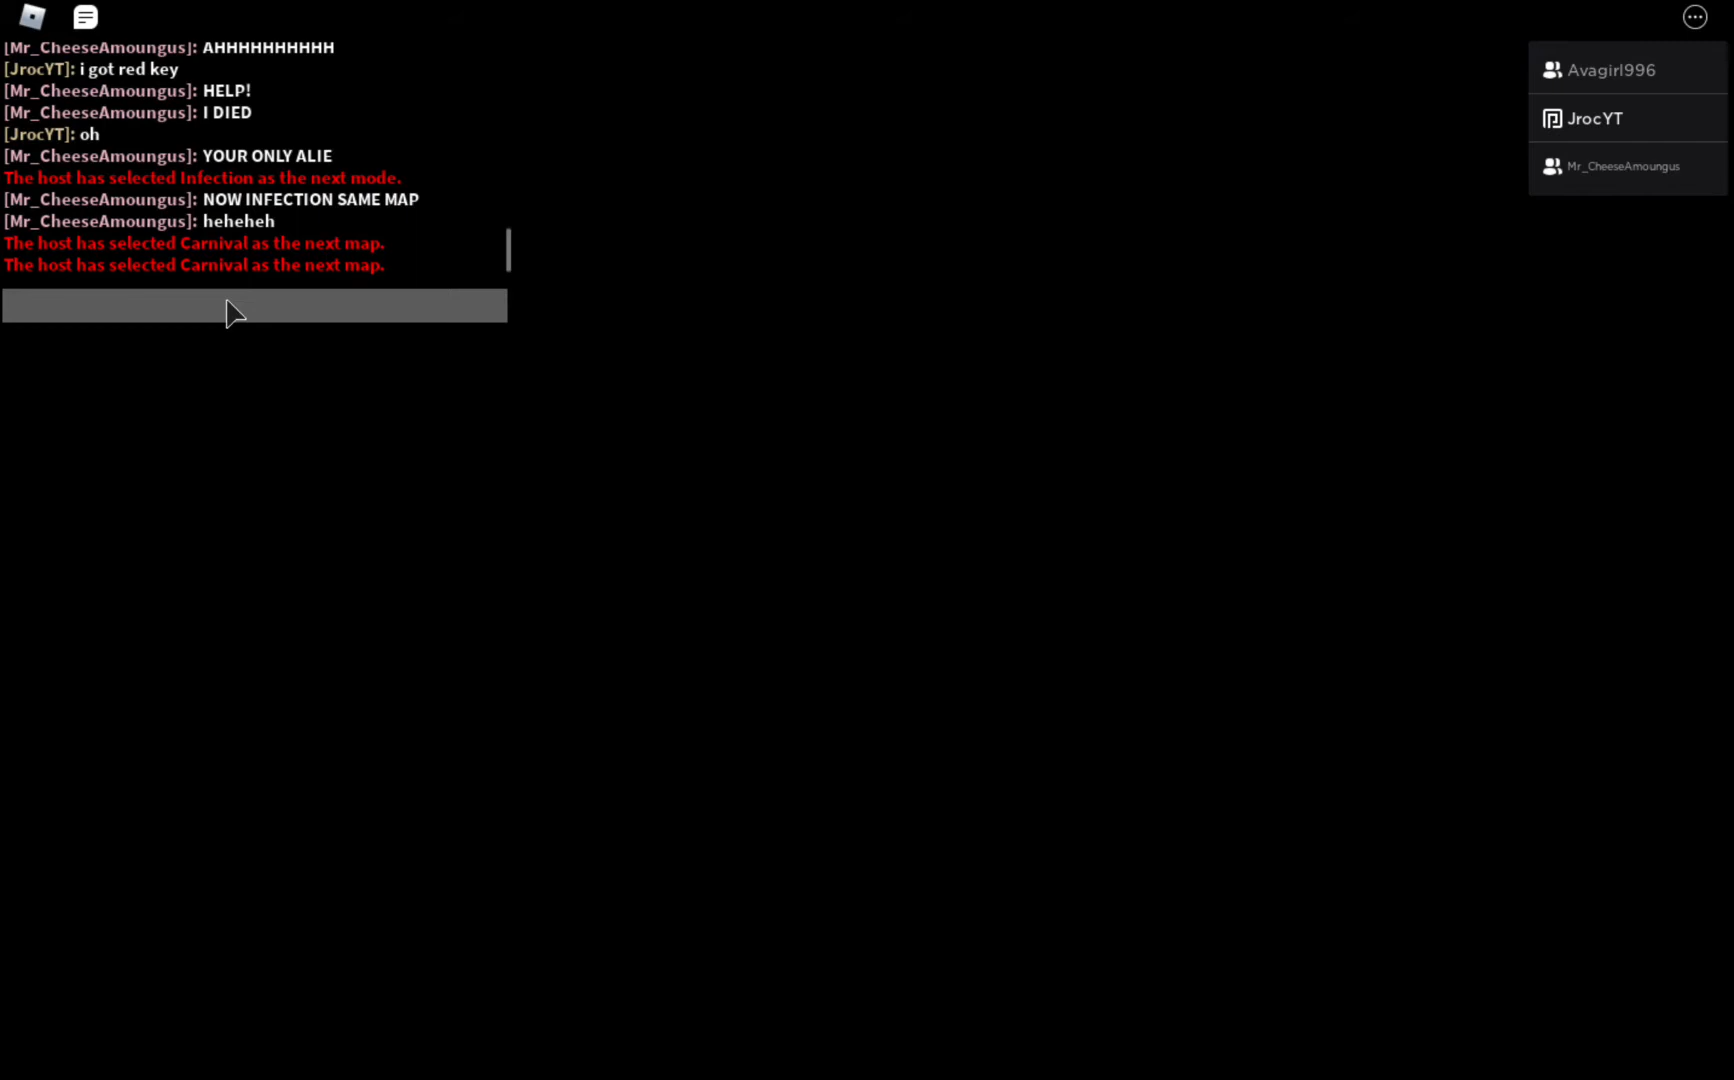 [Mr_CheeseAmoungus]: AHHHHHHHHHH
[JrocYT]: i got red key
[Mr_CheeseAmoungus]: HELP!
[Mr_CheeseAmoungus]: I DIED
[JrocYT]: oh
[Mr_CheeseAmoungus]: YOUR ONLY ALIE
The host has selected Infection as the next mode.
[Mr_CheeseAmoungus]: NOW INFECTION SAME MAP
[Mr_CheeseAmoungus]: heheheh
The host has selected Carnival as the next map.
The host has selected Carnival as the next map.
Avagirl996
JrocYT
Mr_CheeseAmoungus